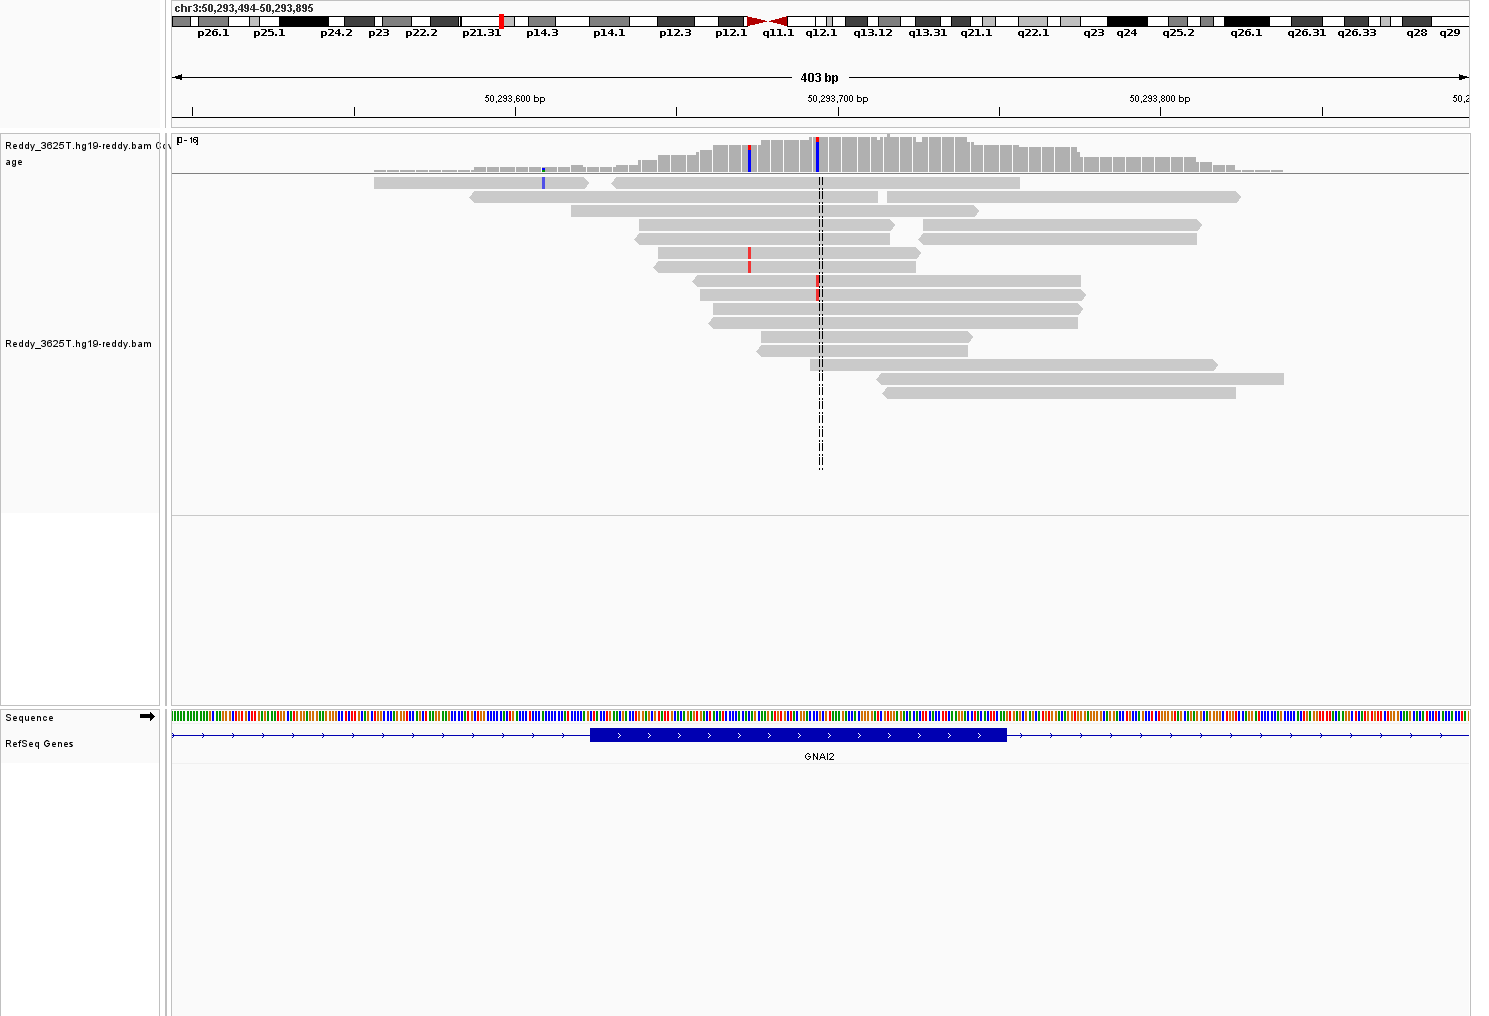 chr3:50,293,494-50,293,895
p26.1 p25.1 p24.2 p23 p22.2 p21.31 p14.3 p14.1 p12.3 p12.1 q11.1 q12.1 q13.12 q13.31 q21.1 q22.1 q23 q24 q25.2 q26.1 q26.31 q26.33 q28 q29
403 bp
50,293,600 bp 50,293,700 bp 50,293,800 bp 50,2
Reddy_3625T.hg19-reddy.bam Cov
age
[0 - 16]
Reddy_3625T.hg19-reddy.bam
Sequence
RefSeq Genes
GNAI2